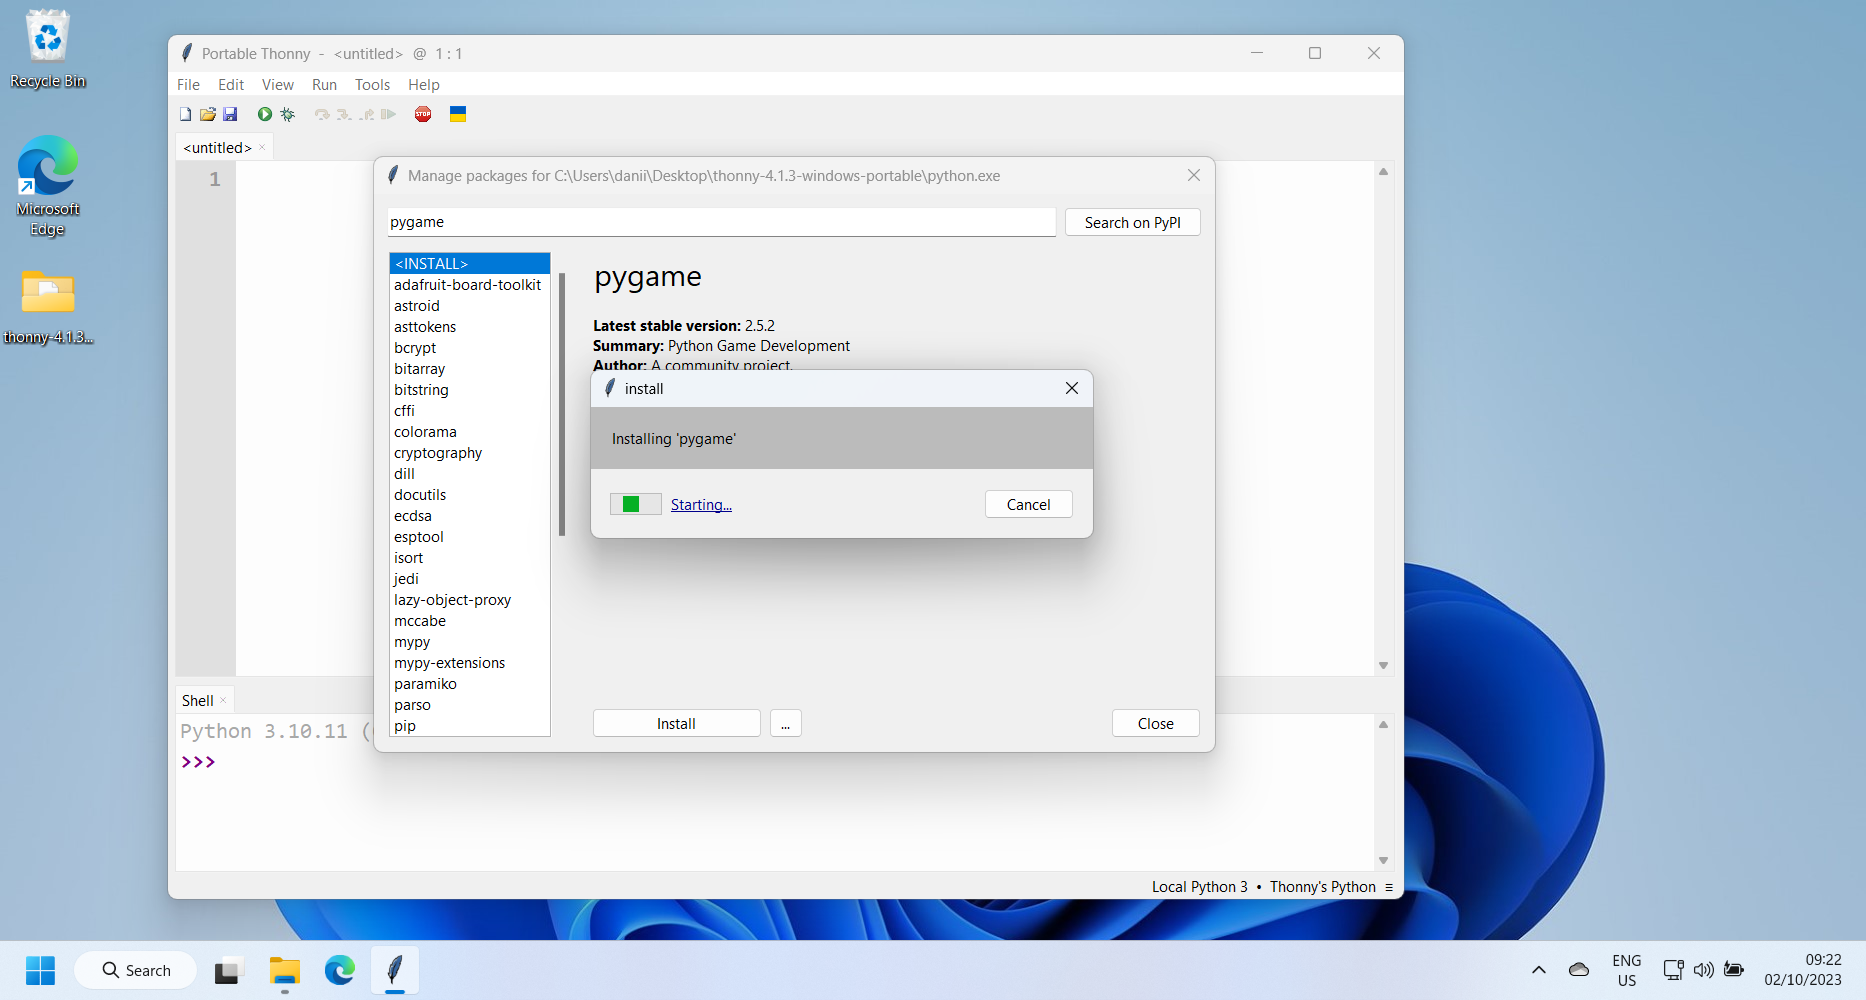 Recycle Bin
Microsoft
Edge
thonny-4.1.3...
Portable Thonny - <untitled> @ 1 : 1
File Edit View Run Tools Help
STOP
<untitled> ×
1
Manage packages for C:\Users\danii\Desktop\thonny-4.1.3-windows-portable\python.exe
pygame
Search on PyPI
<INSTALL>
adafruit-board-toolkit
astroid
asttokens
bcrypt
bitarray
bitstring
cffi
colorama
cryptography
dill
docutils
ecdsa
esptool
isort
jedi
lazy-object-proxy
mccabe
mypy
mypy-extensions
paramiko
parso
pip
pygame
Latest stable version: 2.5.2
Summary: Python Game Development
Author: A community project.
install
Installing 'pygame'
Starting...
Cancel
Install
...
Close
Shell ×
Python 3.10.11 (
>>>
Local Python 3 • Thonny's Python ≡
Search
ENG
US
09:22
02/10/2023